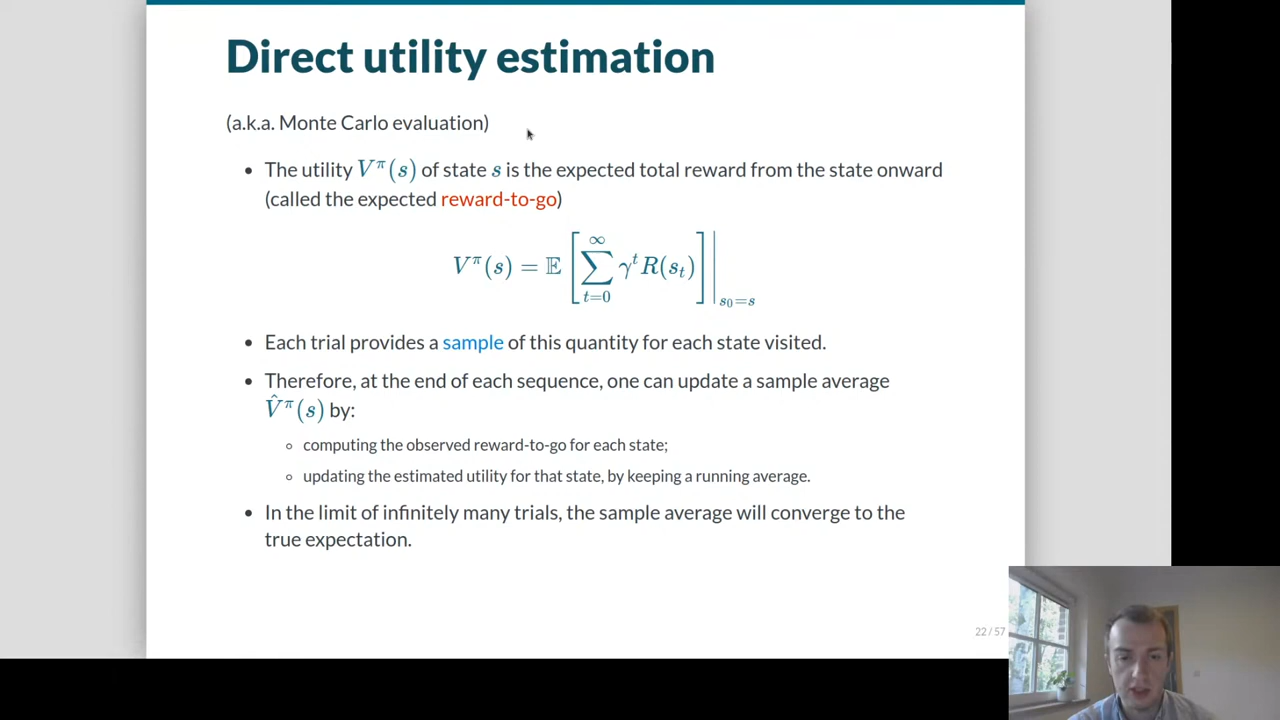 Direct utility estimation
(a.k.a. Monte Carlo evaluation)
• The utility V^π(s) of state s is the expected total reward from the state onward
(called the expected reward-to-go)
V^π(s) = 𝔼 [∑_{t=0}^{∞} γ^t R(s_t)] |_{s_0=s}
• Each trial provides a sample of this quantity for each state visited.
• Therefore, at the end of each sequence, one can update a sample average
V̂^π(s) by:
◦ computing the observed reward-to-go for each state;
◦ updating the estimated utility for that state, by keeping a running average.
• In the limit of infinitely many trials, the sample average will converge to the
true expectation.
22 / 57